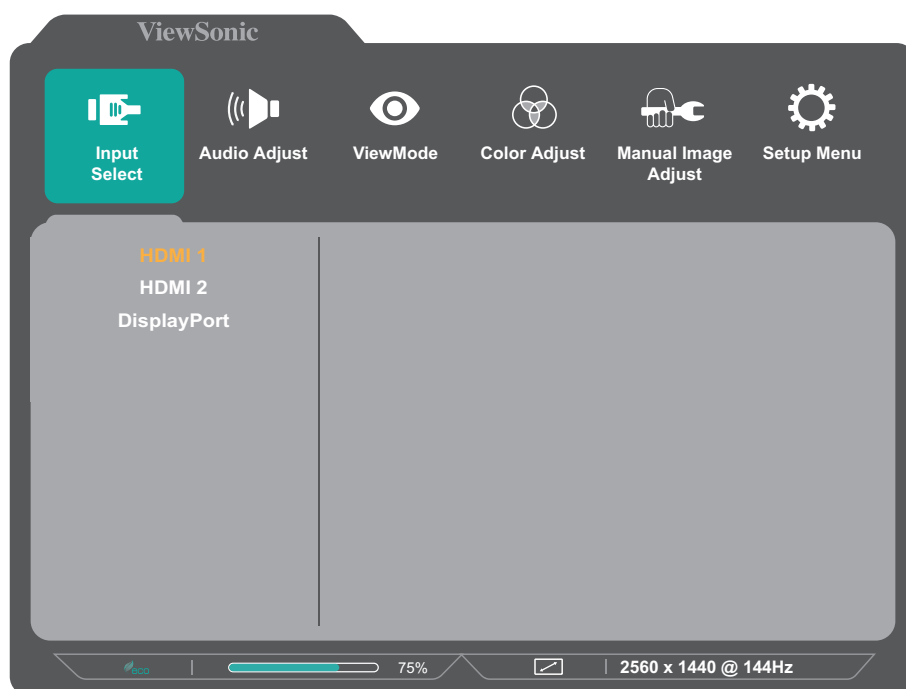 ViewSonic
Input
Select
Audio Adjust
ViewMode
Color Adjust
Manual Image
Adjust
Setup Menu
HDMI 1
HDMI 2
DisplayPort
75%
2560 x 1440 @ 144Hz